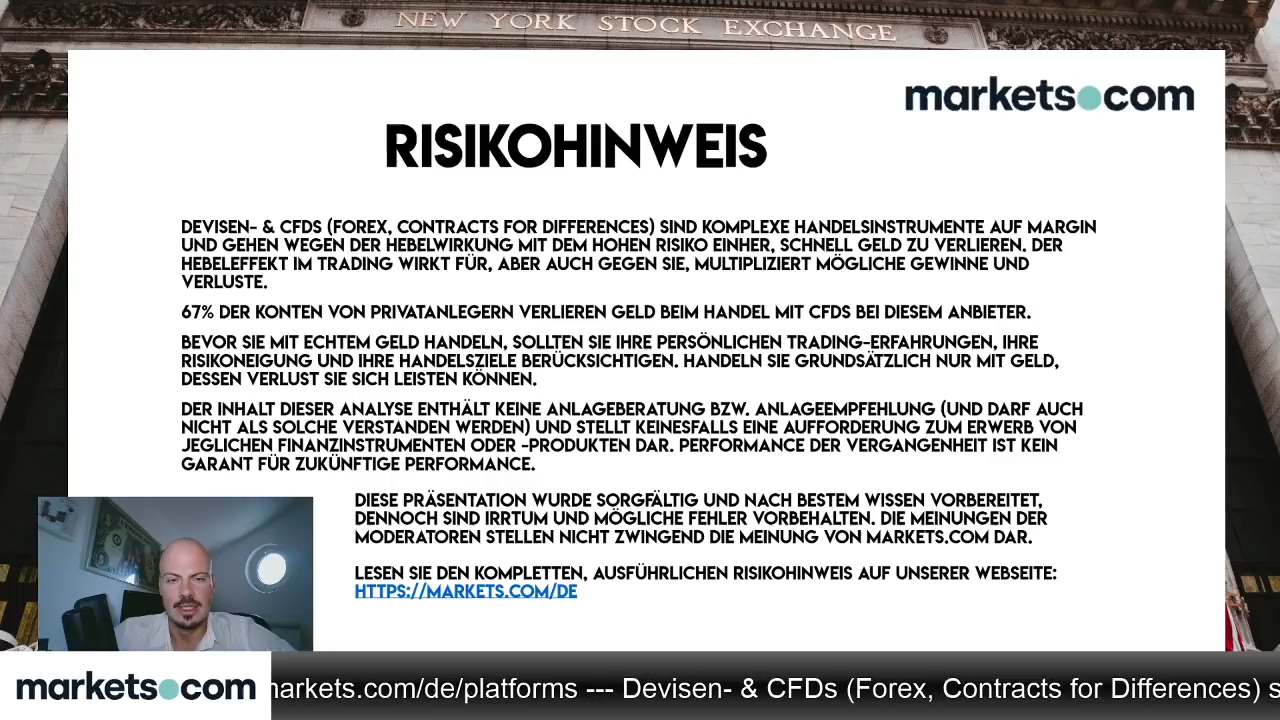 NEW YORK STOCK EXCHANGE
markets.com
RISIKOHINWEIS
DEVISEN- & CFDS (FOREX, CONTRACTS FOR DIFFERENCES) SIND KOMPLEXE HANDELSINSTRUMENTE AUF MARGIN
UND GEHEN WEGEN DER HEBELWIRKUNG MIT DEM HOHEN RISIKO EINHER, SCHNELL GELD ZU VERLIEREN. DER
HEBELEFFEKT IM TRADING WIRKT FÜR, ABER AUCH GEGEN SIE, MULTIPLIZIERT MÖGLICHE GEWINNE UND
VERLUSTE.
67% DER KONTEN VON PRIVATANLEGERN VERLIEREN GELD BEIM HANDEL MIT CFDS BEI DIESEM ANBIETER.
BEVOR SIE MIT ECHTEM GELD HANDELN, SOLLTEN SIE IHRE PERSÖNLICHEN TRADING-ERFAHRUNGEN, IHRE
RISIKONEIGUNG UND IHRE HANDELSZIELE BERÜCKSICHTIGEN. HANDELN SIE GRUNDSÄTZLICH NUR MIT GELD,
DESSEN VERLUST SIE SICH LEISTEN KÖNNEN.
DER INHALT DIESER ANALYSE ENTHÄLT KEINE ANLAGEBERATUNG BZW. ANLAGEEMPFEHLUNG (UND DARF AUCH
NICHT ALS SOLCHE VERSTANDEN WERDEN) UND STELLT KEINESFALLS EINE AUFFORDERUNG ZUM ERWERB VON
JEGLICHEN FINANZINSTRUMENTEN ODER -PRODUKTEN DAR. PERFORMANCE DER VERGANGENHEIT IST KEIN
GARANT FÜR ZUKÜNFTIGE PERFORMANCE.
DIESE PRÄSENTATION WURDE SORGFÄLTIG UND NACH BESTEM WISSEN VORBEREITET,
DENNOCH SIND IRRTUM UND MÖGLICHE FEHLER VORBEHALTEN. DIE MEINUNGEN DER
MODERATOREN STELLEN NICHT ZWINGEND DIE MEINUNG VON MARKETS.COM DAR.
LESEN SIE DEN KOMPLETTEN, AUSFÜHRLICHEN RISIKOHINWEIS AUF UNSERER WEBSEITE:
HTTPS://MARKETS.COM/DE
markets.com
arkets.com/de/platforms --- Devisen- & CFDs (Forex, Contracts for Differences) s